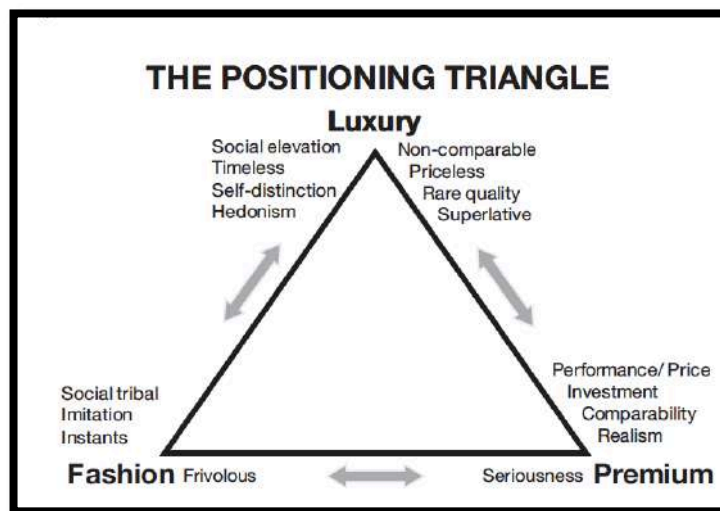 THE POSITIONING TRIANGLE
Luxury
Social elevation
Timeless
Self-distinction
Hedonism
Non-comparable
Priceless
Rare quality
Superlative
Social tribal
Imitation
Instants
Performance/ Price
Investment
Comparability
Realism
Fashion Frivolous
Seriousness Premium